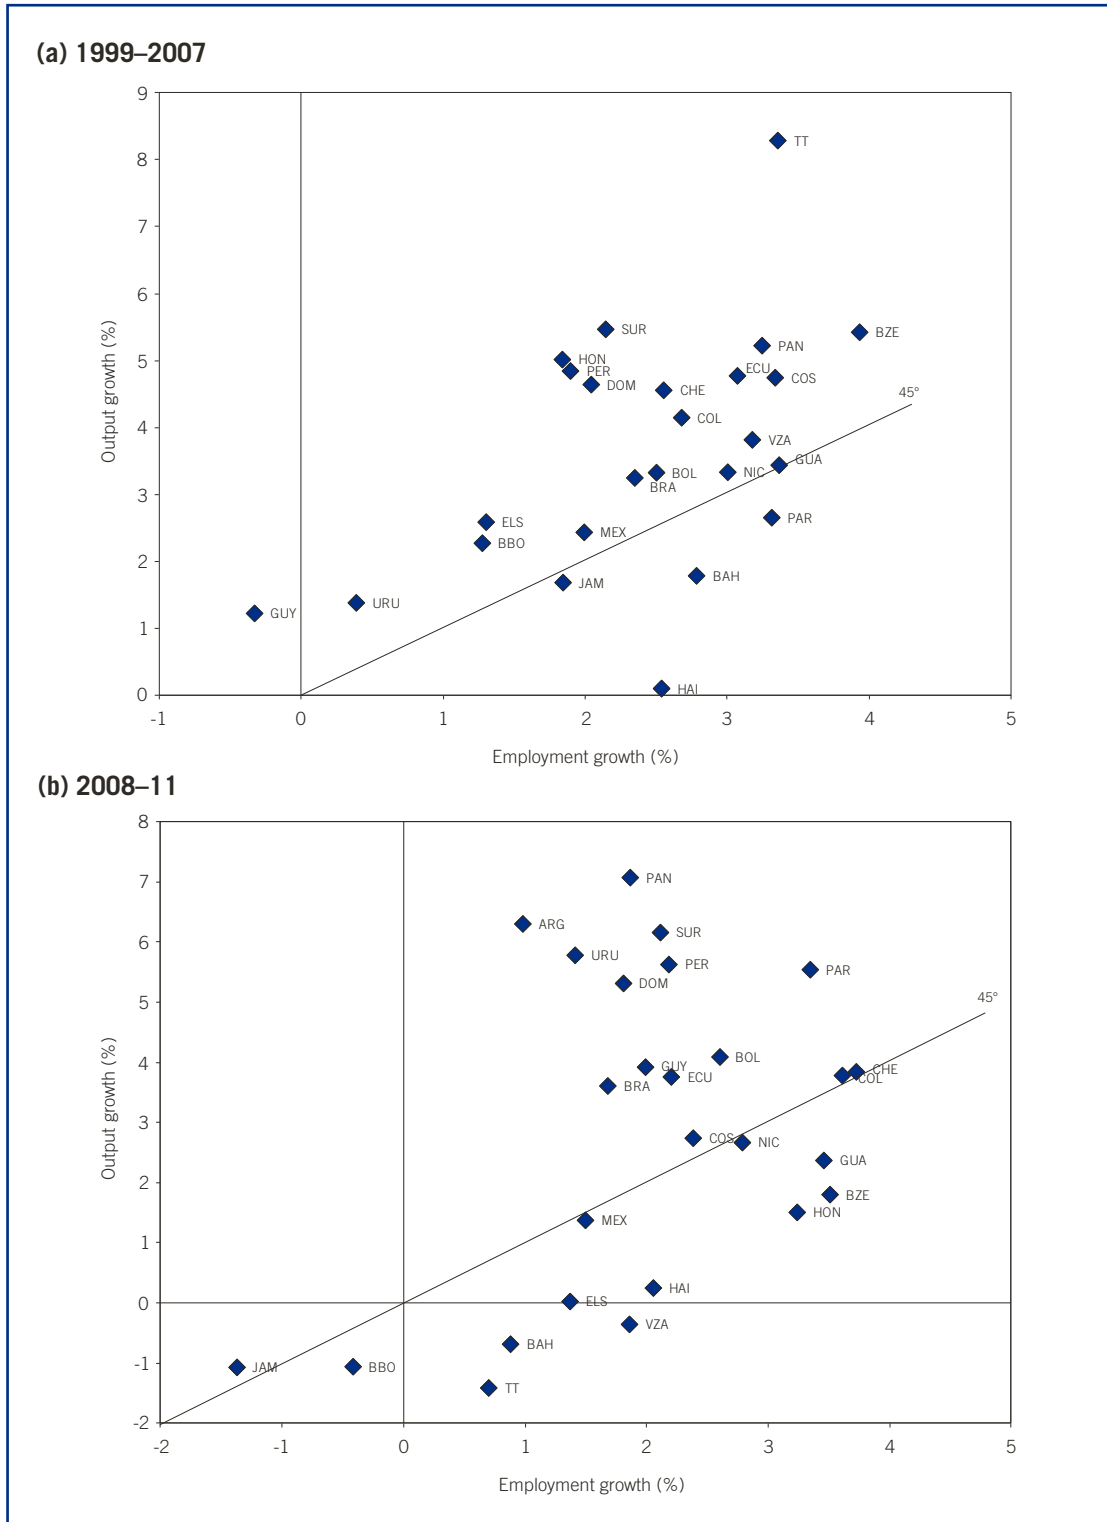 (a) 1999–2007
9
TT
8
7
6
SUR
BZE
PAN
5
HON
ECU
PER
COS
DOM
CHE
45°
COL
4
VZA
GUA
BOL
NIC
BRA
3
PAR
ELS
MEX
BBO
2
JAM
BAH
URU
GUY
1
HAI
0
Output growth (%)
-1 0 1 2 3 4 5
Employment growth (%)
(b) 2008–11
8
PAN
7
ARG
SUR
6
URU
PER
PAR
DOM
45°
5
BOL
4
GUY
CHE
ECU
COL
BRA
3
COS
NIC
GUA
2
BZE
HON
MEX
1
HAI
0
ELS
VZA
BAH
-1
JAM
BBO
TT
-2
Output growth (%)
-2 -1 0 1 2 3 4 5
Employment growth (%)